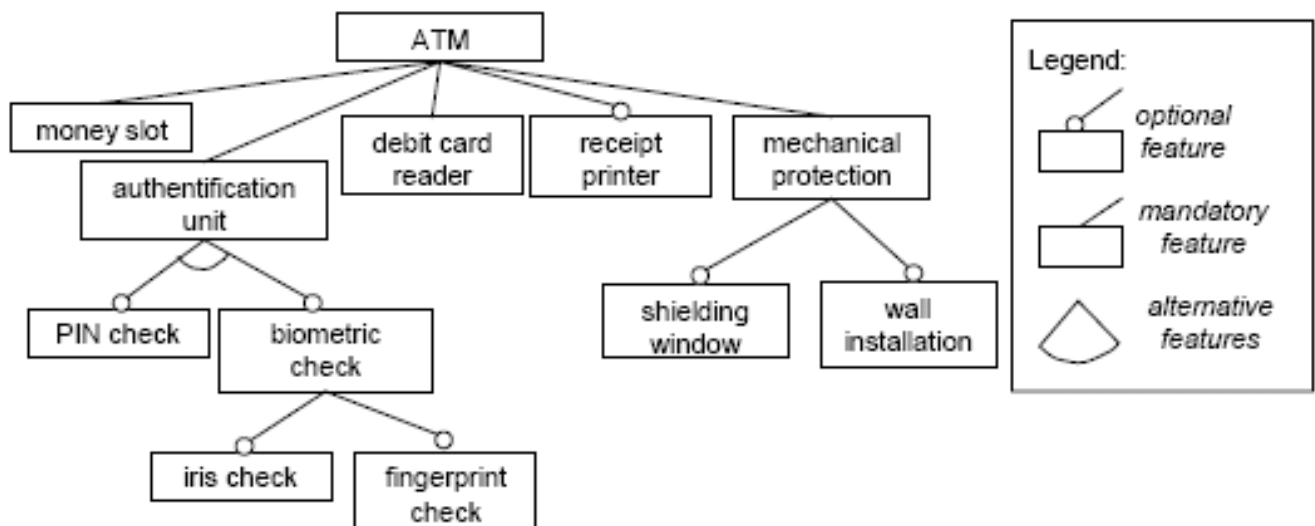 ATM
Legend:
optional
feature
mandatory
feature
alternative
features
money slot
authentification
unit
debit card
reader
receipt
printer
mechanical
protection
PIN check
biometric
check
shielding
window
wall
installation
iris check
fingerprint
check